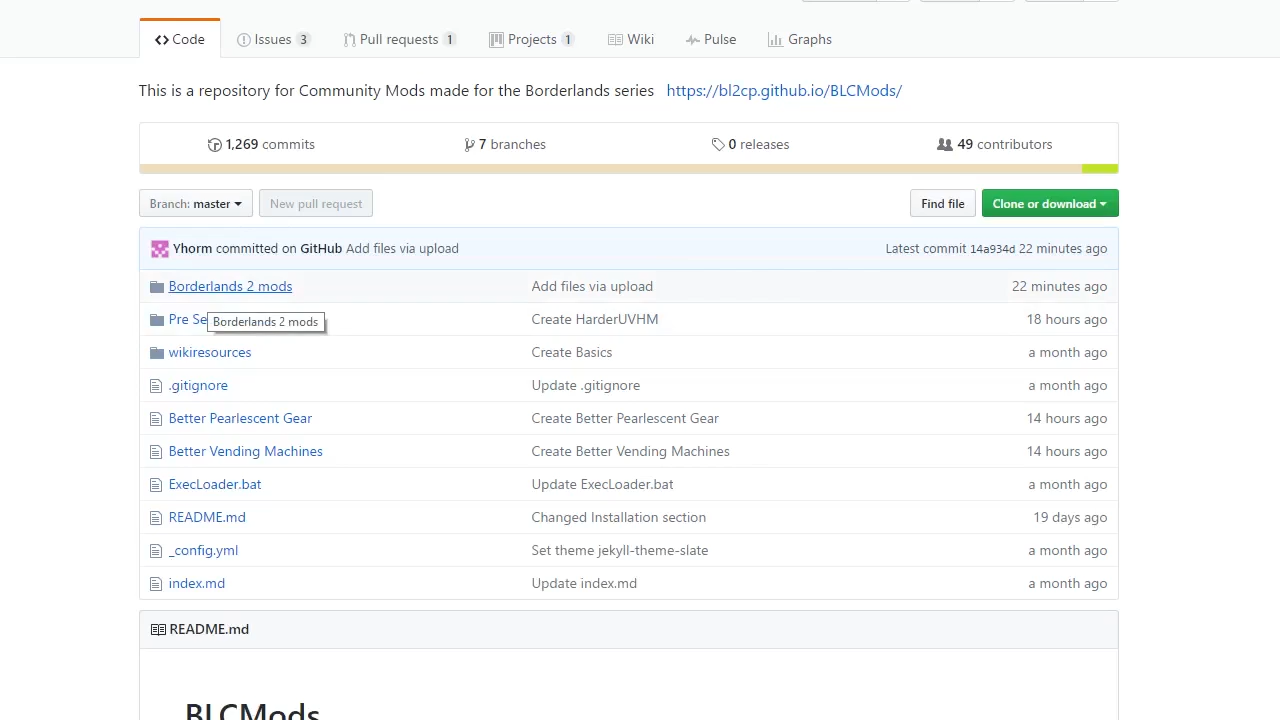 Code Issues 3 Pull requests 1 Projects 1 Wiki Pulse Graphs
This is a repository for Community Mods made for the Borderlands series https://bl2cp.github.io/BLCMods/
1,269 commits 7 branches 0 releases 49 contributors
Branch: master New pull request Find file Clone or download
Yhorm committed on GitHub Add files via upload Latest commit 14a934d 22 minutes ago
Borderlands 2 mods Add files via upload 22 minutes ago
Pre Se Create HarderUVHM 18 hours ago
Borderlands 2 mods
wikiresources Create Basics a month ago
.gitignore Update .gitignore a month ago
Better Pearlescent Gear Create Better Pearlescent Gear 14 hours ago
Better Vending Machines Create Better Vending Machines 14 hours ago
ExecLoader.bat Update ExecLoader.bat a month ago
README.md Changed Installation section 19 days ago
_config.yml Set theme jekyll-theme-slate a month ago
index.md Update index.md a month ago
README.md
BLCMods